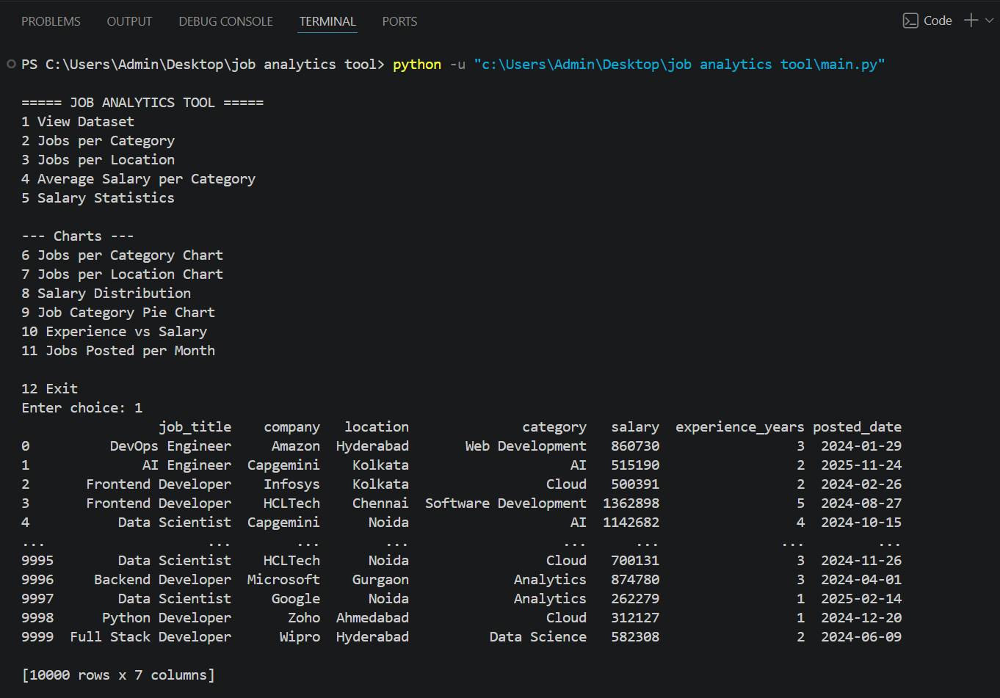 PROBLEMS OUTPUT DEBUG CONSOLE TERMINAL PORTS Code
PS C:\Users\Admin\Desktop\job analytics tool> python -u "c:\Users\Admin\Desktop\job analytics tool\main.py"
===== JOB ANALYTICS TOOL =====
1 View Dataset
2 Jobs per Category
3 Jobs per Location
4 Average Salary per Category
5 Salary Statistics
--- Charts ---
6 Jobs per Category Chart
7 Jobs per Location Chart
8 Salary Distribution
9 Job Category Pie Chart
10 Experience vs Salary
11 Jobs Posted per Month
12 Exit
Enter choice: 1
job_title company location category salary experience_years posted_date
0 DevOps Engineer Amazon Hyderabad Web Development 860730 3 2024-01-29
1 AI Engineer Capgemini Kolkata AI 515190 2 2025-11-24
2 Frontend Developer Infosys Kolkata Cloud 500391 2 2024-02-26
3 Frontend Developer HCLTech Chennai Software Development 1362898 5 2024-08-27
4 Data Scientist Capgemini Noida AI 1142682 4 2024-10-15
... ... ... ... ... ... ... ...
9995 Data Scientist HCLTech Noida Cloud 700131 3 2024-11-26
9996 Backend Developer Microsoft Gurgaon Analytics 874780 3 2024-04-01
9997 Data Scientist Google Noida Analytics 262279 1 2025-02-14
9998 Python Developer Zoho Ahmedabad Cloud 312127 1 2024-12-20
9999 Full Stack Developer Wipro Hyderabad Data Science 582308 2 2024-06-09
[10000 rows x 7 columns]